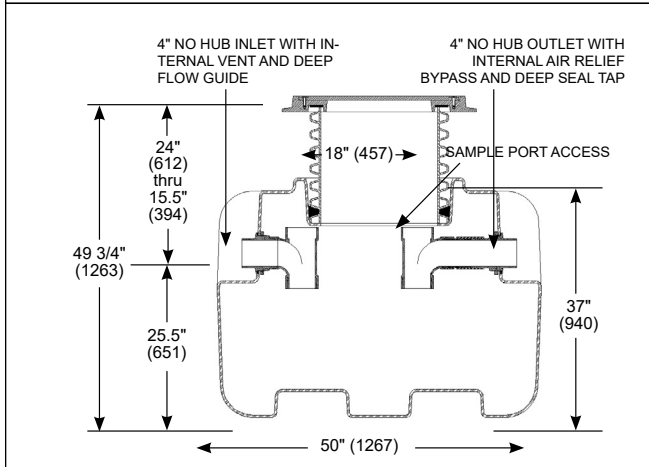 4" NO HUB INLET WITH IN-
TERNAL VENT AND DEEP
FLOW GUIDE
4" NO HUB OUTLET WITH
INTERNAL AIR RELIEF
BYPASS AND DEEP SEAL TAP
24"
(612)
thru
15.5"
(394)
18" (457)
SAMPLE PORT ACCESS
49 3/4"
(1263)
25.5"
(651)
37"
(940)
50" (1267)